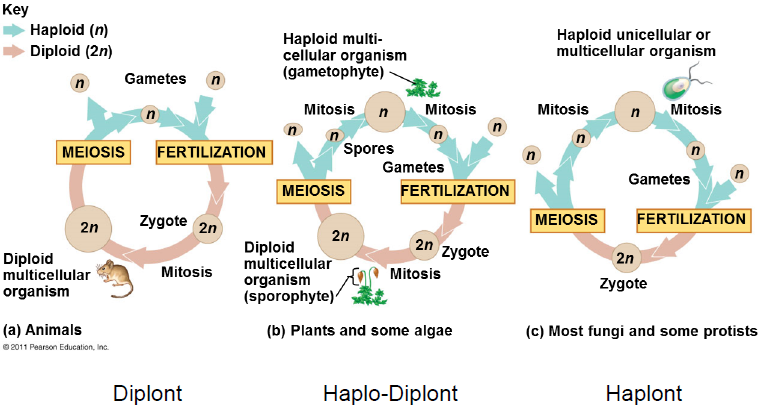 Key
Haploid (n)
Diploid (2n)
Gametes
n
n
n
MEIOSIS
FERTILIZATION
2n
Zygote
2n
Diploid
multicellular
organism
Mitosis
(a) Animals
© 2011 Pearson Education, Inc.
Haploid multi-
cellular organism
(gametophyte)
Mitosis
n
Mitosis
n
n
n
n
Spores
Gametes
MEIOSIS
FERTILIZATION
2n
2n
Zygote
Diploid
multicellular
organism
(sporophyte)
Mitosis
(b) Plants and some algae
Haploid unicellular or
multicellular organism
Mitosis
n
Mitosis
n
n
n
n
Gametes
MEIOSIS
FERTILIZATION
2n
Zygote
(c) Most fungi and some protists
Diplont
Haplo-Diplont
Haplont